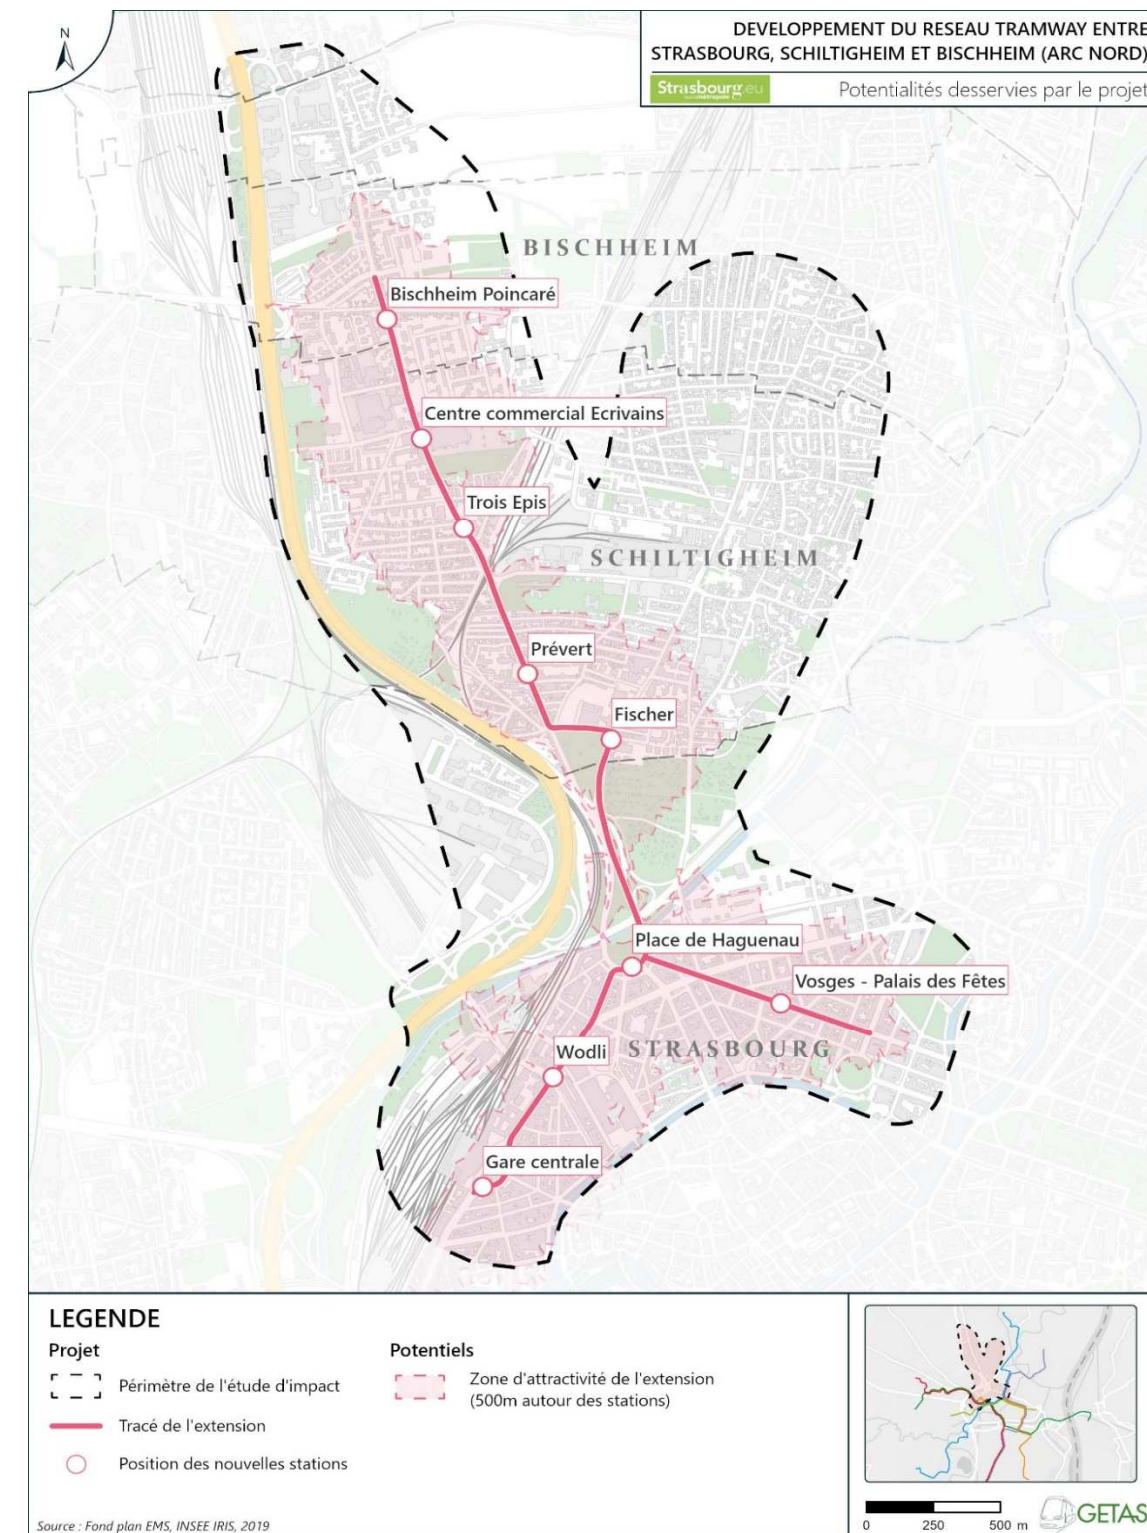 N
DEVELOPPEMENT DU RESEAU TRAMWAY ENTRE
STRASBOURG, SCHILTIGHEIM ET BISCHHEIM (ARC NORD)
Strasbourg.eu
eurométropole
Potentialités desservies par le projet
BISCHHEIM
Bischheim Poincaré
Centre commercial Ecrivains
Trois Epis
SCHILTIGHEIM
Prévert
Fischer
Place de Haguenau
Vosges - Palais des Fêtes
Wodli
STRASBOURG
Gare centrale
LEGENDE
Projet
Périmètre de l'étude d'impact
Tracé de l'extension
Position des nouvelles stations
Potentiels
Zone d'attractivité de l'extension
(500m autour des stations)
0 250 500 m
GETAS
Source : Fond plan EMS, INSEE IRIS, 2019